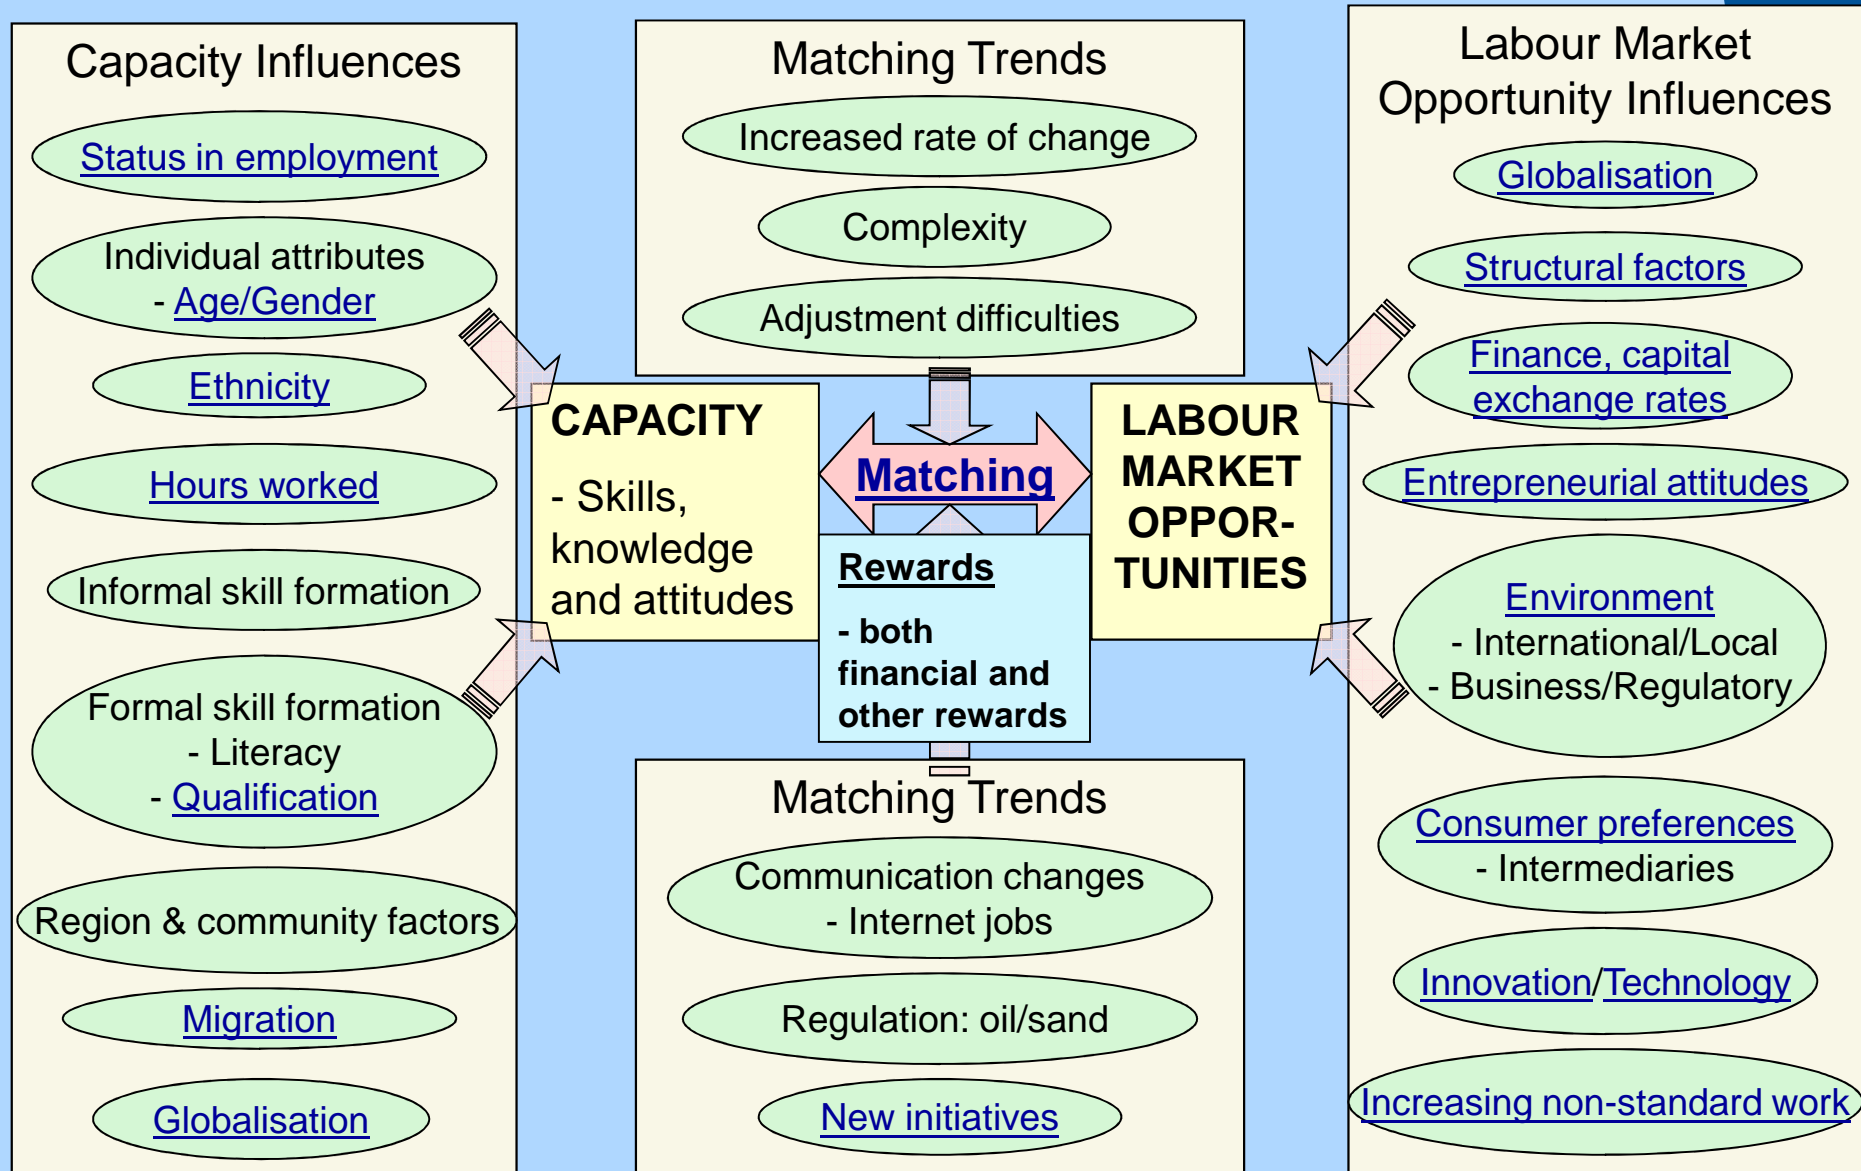 Capacity Influences
Status in employment
Individual attributes
- Age/Gender
Ethnicity
Hours worked
Informal skill formation
Formal skill formation
- Literacy
- Qualification
Region & community factors
Migration
Globalisation
Matching Trends
Increased rate of change
Complexity
Adjustment difficulties
CAPACITY
- Skills,
knowledge
and attitudes
Matching
Rewards
- both
financial and
other rewards
LABOUR
MARKET
OPPOR-
TUNITIES
Matching Trends
Communication changes
- Internet jobs
Regulation: oil/sand
New initiatives
Labour Market
Opportunity Influences
Globalisation
Structural factors
Finance, capital
exchange rates
Entrepreneurial attitudes
Environment
- International/Local
- Business/Regulatory
Consumer preferences
- Intermediaries
Innovation/Technology
Increasing non-standard work